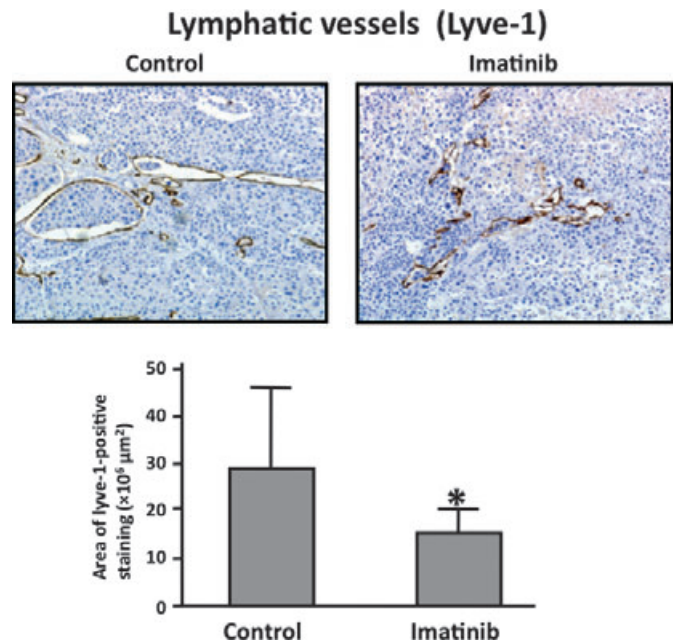 Lymphatic vessels (Lyve-1)
Control
Imatinib
Area of lyve-1-positive
staining (×10⁶ µm²)
50
40
30
20
10
0
*
Control
Imatinib